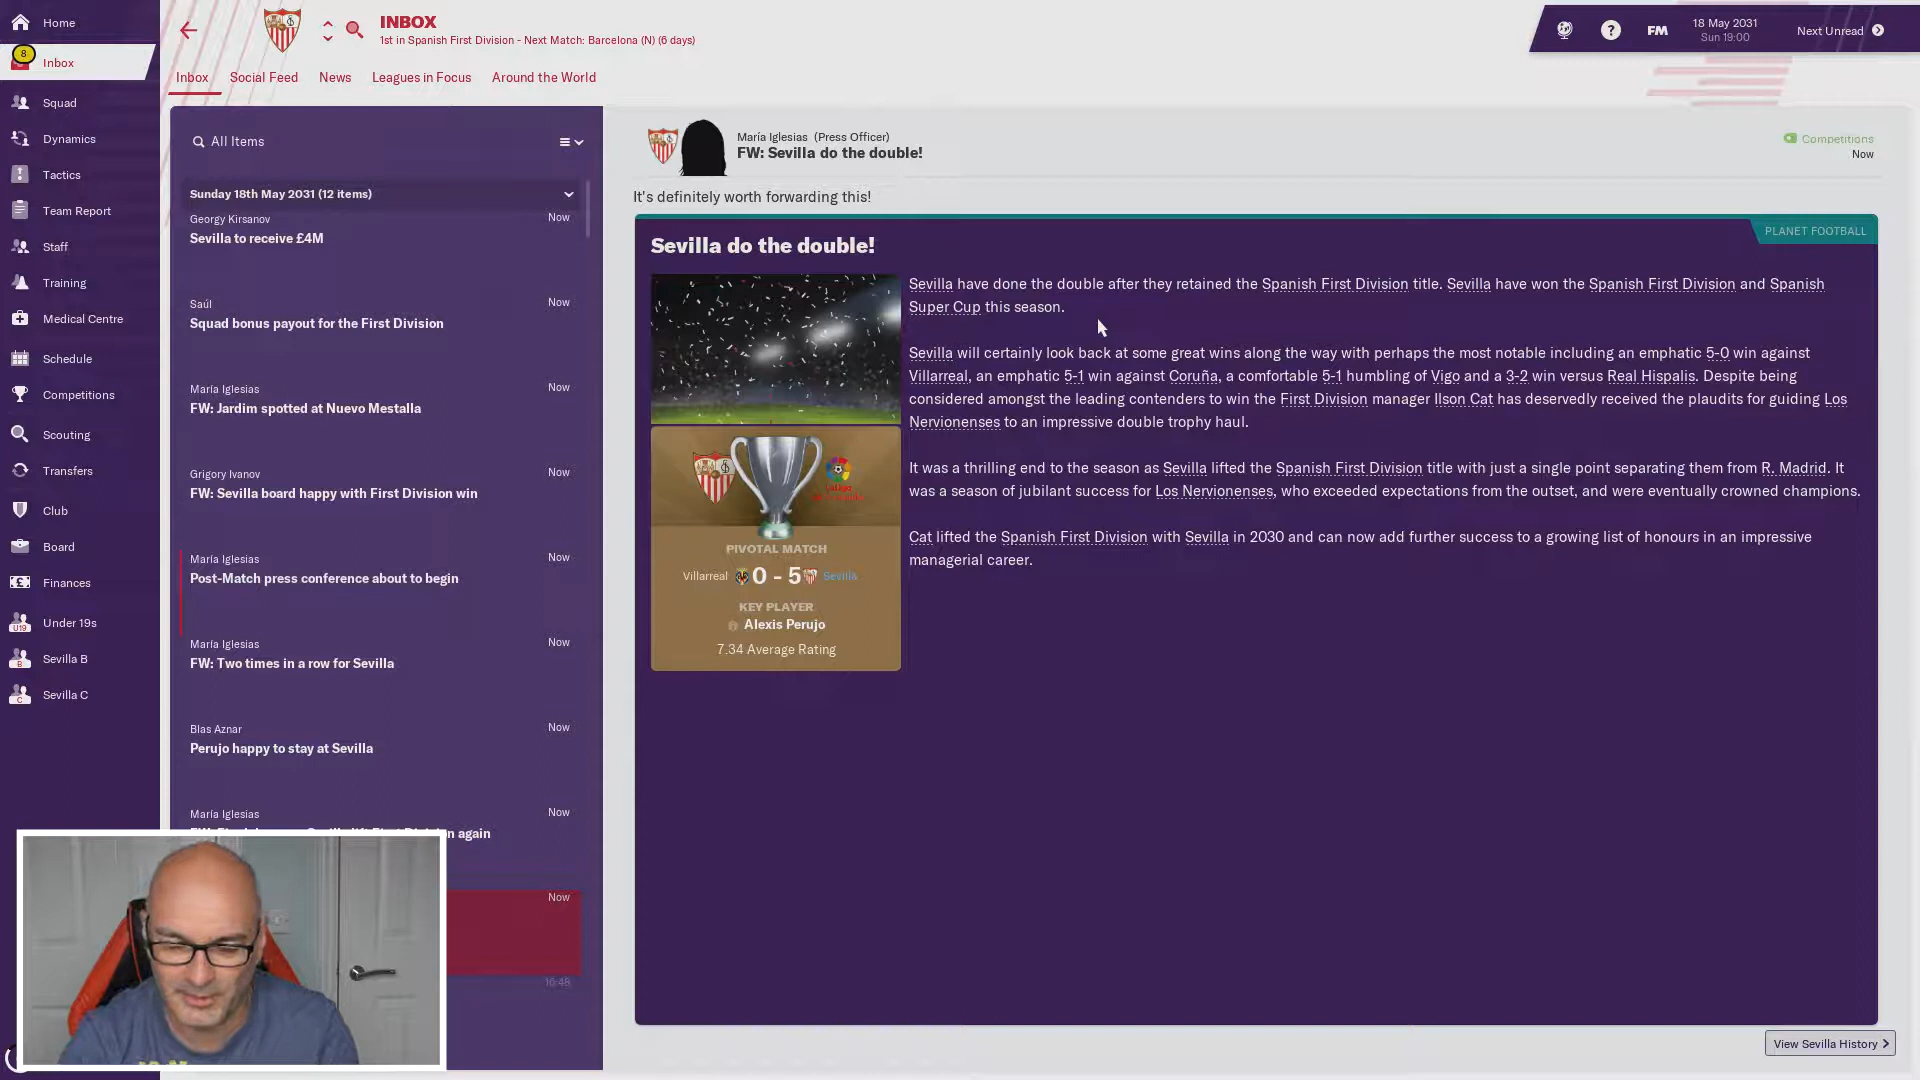 Home
8
Inbox
Squad
Dynamics
Tactics
Team Report
Staff
Training
Medical Centre
Schedule
Competitions
Scouting
Transfers
Club
Board
Finances
U19
Under 19s
B
Sevilla B
C
Sevilla C
INBOX
1st in Spanish First Division - Next Match: Barcelona (N) (6 days)
?
FM
18 May 2031
Sun 19:00
Next Unread
Inbox
Social Feed
News
Leagues in Focus
Around the World
All Items
Sunday 18th May 2031 (12 items)
Georgy Kirsanov
Now
Sevilla to receive £4M
Saúl
Now
Squad bonus payout for the First Division
María Iglesias
Now
FW: Jardim spotted at Nuevo Mestalla
Grigory Ivanov
Now
FW: Sevilla board happy with First Division win
María Iglesias
Now
Post-Match press conference about to begin
María Iglesias
Now
FW: Two times in a row for Sevilla
Blas Aznar
Now
Perujo happy to stay at Sevilla
María Iglesias
Now
again
Now
16:48
María Iglesias (Press Officer)
FW: Sevilla do the double!
Competitions
Now
It's definitely worth forwarding this!
Sevilla do the double!
PLANET FOOTBALL
Sevilla have done the double after they retained the Spanish First Division title. Sevilla have won the Spanish First Division and Spanish
Super Cup this season.
Sevilla will certainly look back at some great wins along the way with perhaps the most notable including an emphatic 5-0 win against
Villarreal, an emphatic 5-1 win against Coruña, a comfortable 5-1 humbling of Vigo and a 3-2 win versus Real Hispalis. Despite being
considered amongst the leading contenders to win the First Division manager Ilson Cat has deservedly received the plaudits for guiding Los
Nervionenses to an impressive double trophy haul.
It was a thrilling end to the season as Sevilla lifted the Spanish First Division title with just a single point separating them from R. Madrid. It
was a season of jubilant success for Los Nervionenses, who exceeded expectations from the outset, and were eventually crowned champions.
Cat lifted the Spanish First Division with Sevilla in 2030 and can now add further success to a growing list of honours in an impressive
managerial career.
PIVOTAL MATCH
Villarreal 0 - 5 Sevilla
KEY PLAYER
Alexis Perujo
7.34 Average Rating
View Sevilla History